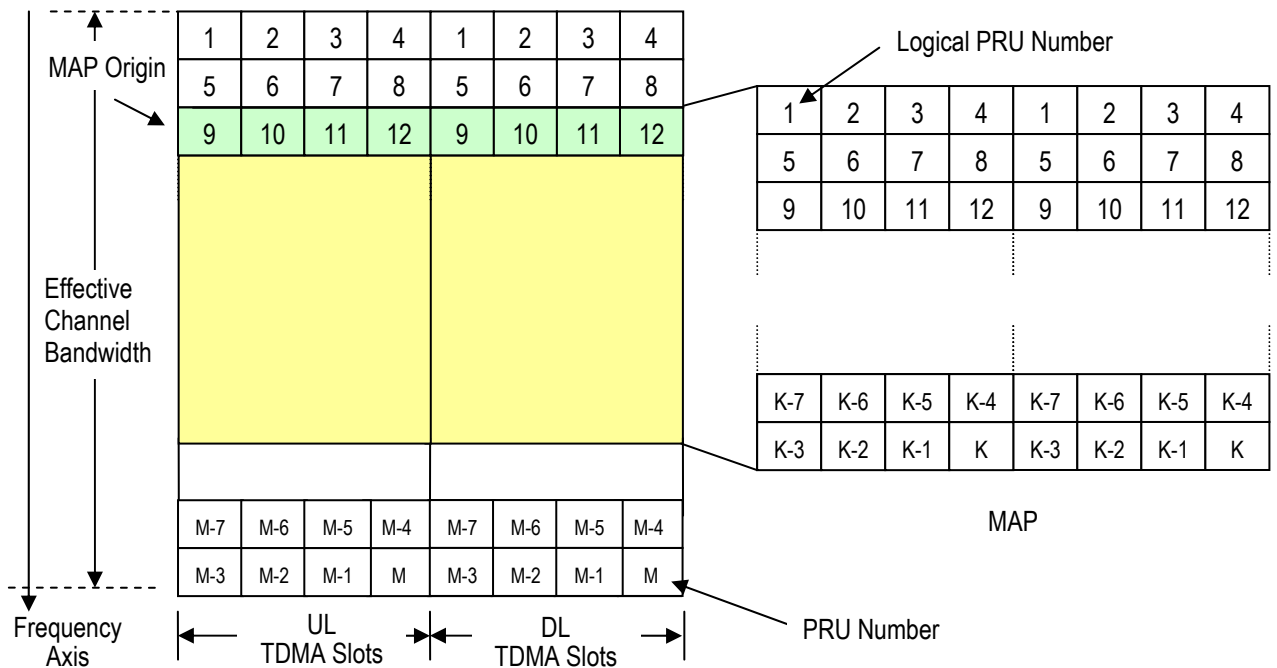 1 2 3 4 1 2 3 4
5 6 7 8 5 6 7 8
9 10 11 12 9 10 11 12
M-7 M-6 M-5 M-4 M-7 M-6 M-5 M-4
M-3 M-2 M-1 M M-3 M-2 M-1 M
MAP Origin
Effective
Channel
Bandwidth
Frequency
Axis
UL
TDMA Slots
DL
TDMA Slots
PRU Number
Logical PRU Number
1 2 3 4 1 2 3 4
5 6 7 8 5 6 7 8
9 10 11 12 9 10 11 12
K-7 K-6 K-5 K-4 K-7 K-6 K-5 K-4
K-3 K-2 K-1 K K-3 K-2 K-1 K
MAP